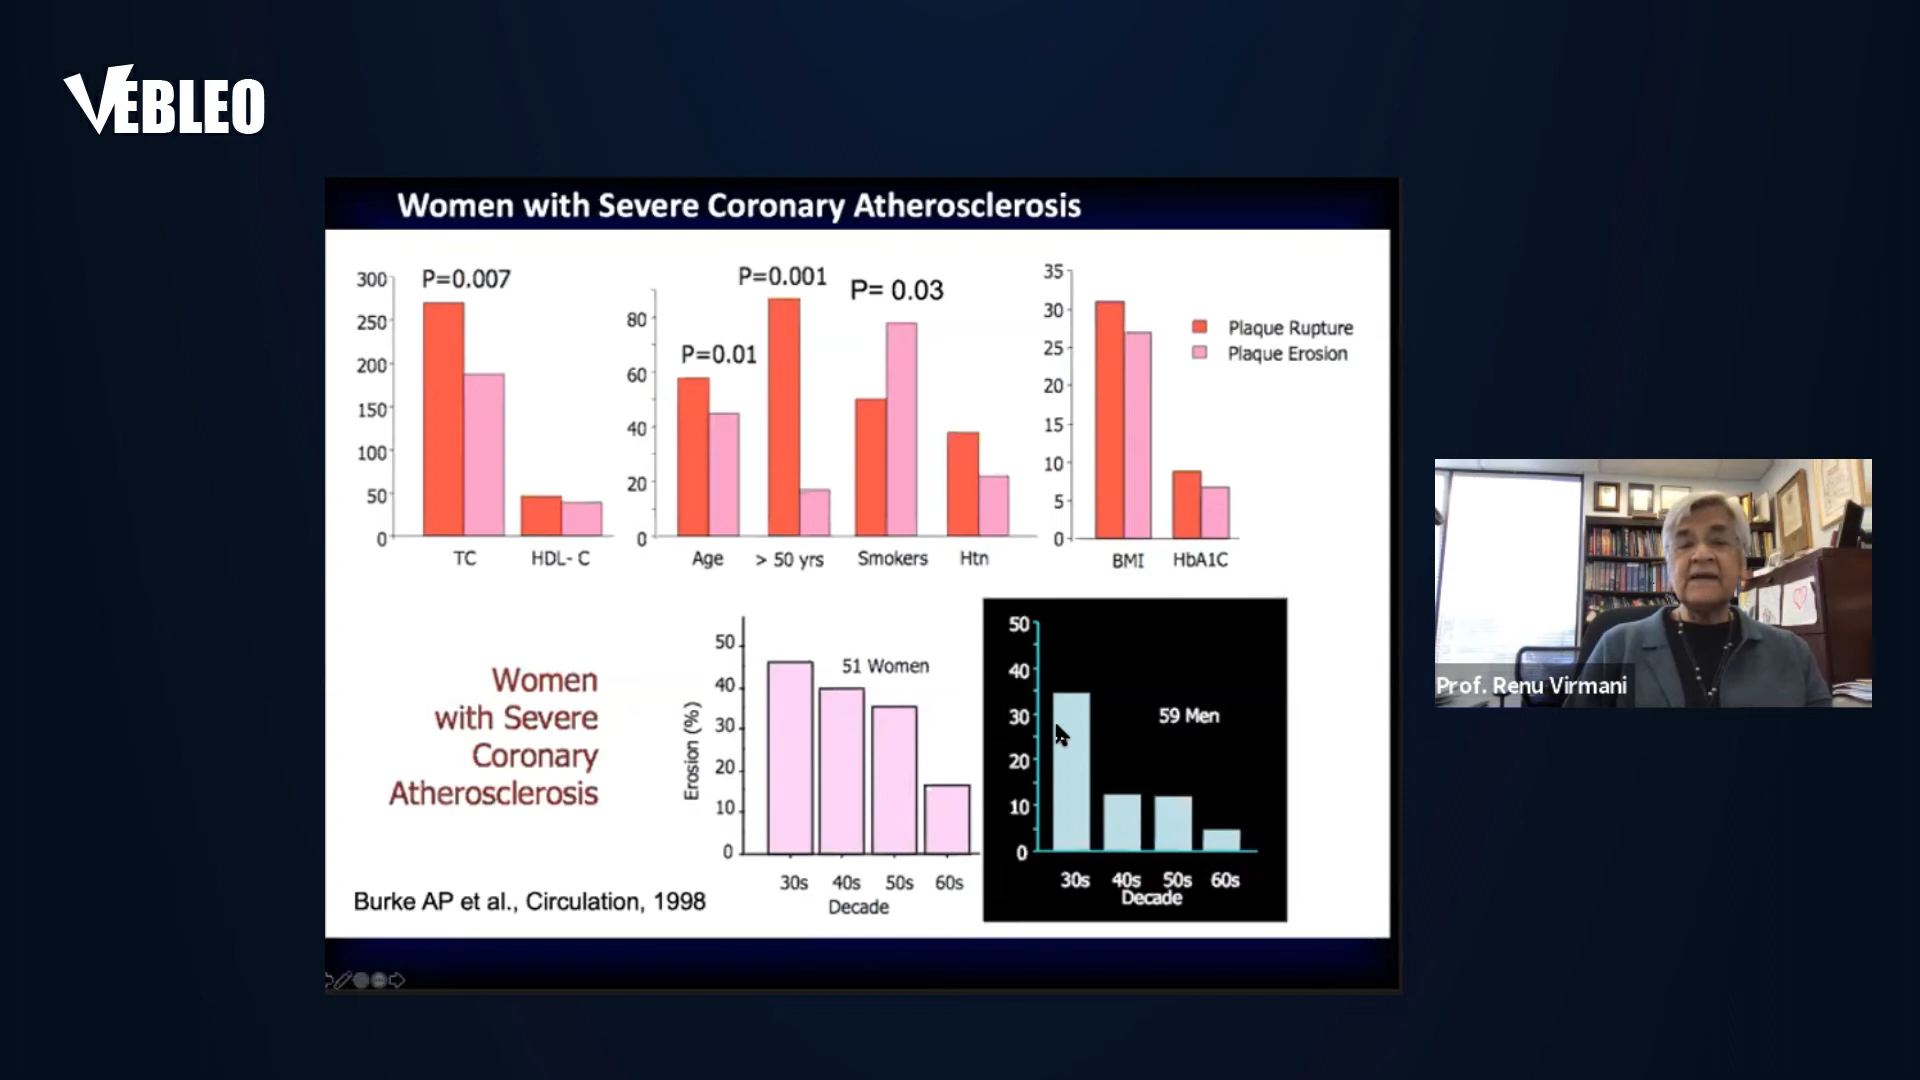 VEBLEO
Women with Severe Coronary Atherosclerosis
300
250
200
150
100
50
0
P=0.007
TC
HDL- C
80
60
40
20
0
P=0.01
P=0.001
P= 0.03
Age
> 50 yrs
Smokers
Htn
35
30
25
20
15
10
5
0
BMI
HbA1C
Plaque Rupture
Plaque Erosion
Women
with Severe
Coronary
Atherosclerosis
Erosion (%)
50
40
30
20
10
0
51 Women
30s
40s
50s
60s
Decade
50
40
30
20
10
0
59 Men
30s
40s
50s
60s
Decade
Burke AP et al., Circulation, 1998
Prof. Renu Virmani